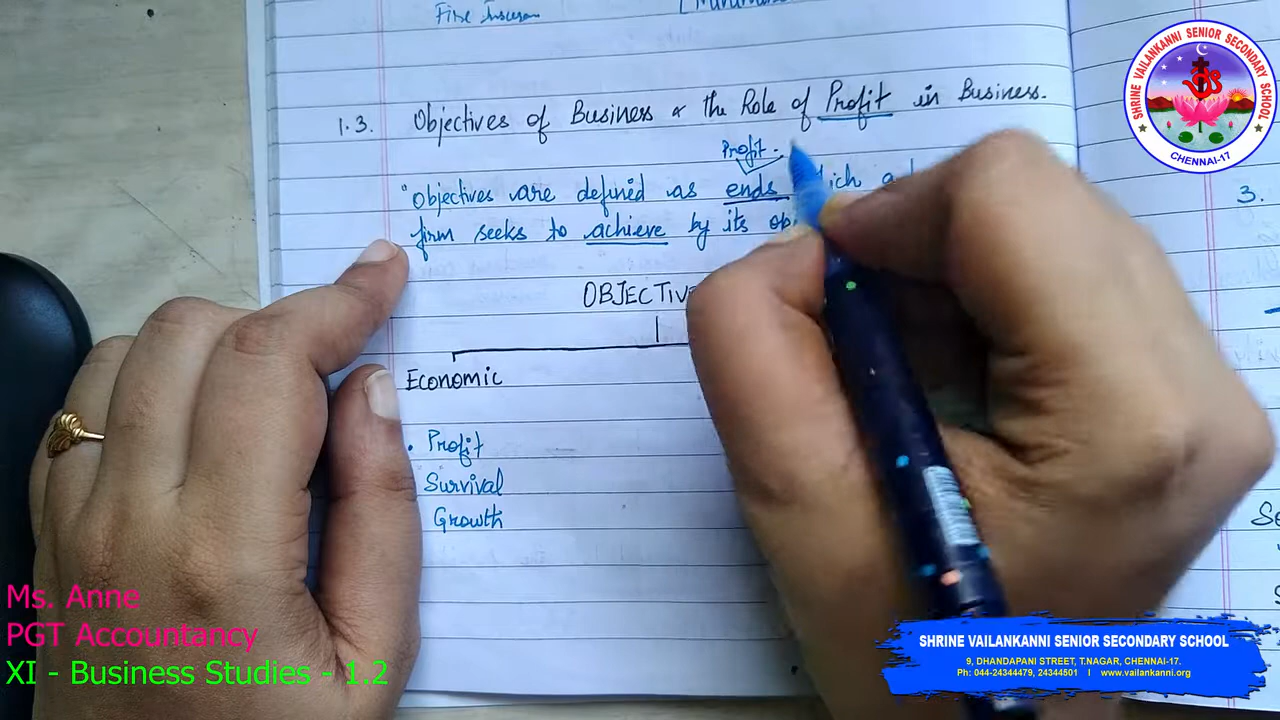 Fire
1.3. Objectives of Business & the Role of Profit in Business.
Profit.
"Objectives are defined as ends which a
firm seeks to achieve by its
OBJECTIVE
Economic
• Profit
Survival
Growth
3.
SHRINE VAILANKANNI SENIOR SECONDARY SCHOOL
CHENNAI-17
Ms. Anne
PGT Accountancy
XI - Business Studies - 1.2
SHRINE VAILANKANNI SENIOR SECONDARY SCHOOL
9, DHANDAPANI STREET, T.NAGAR, CHENNAI-17.
Ph: 044-24344479, 24344501 I www.vailankanni.org